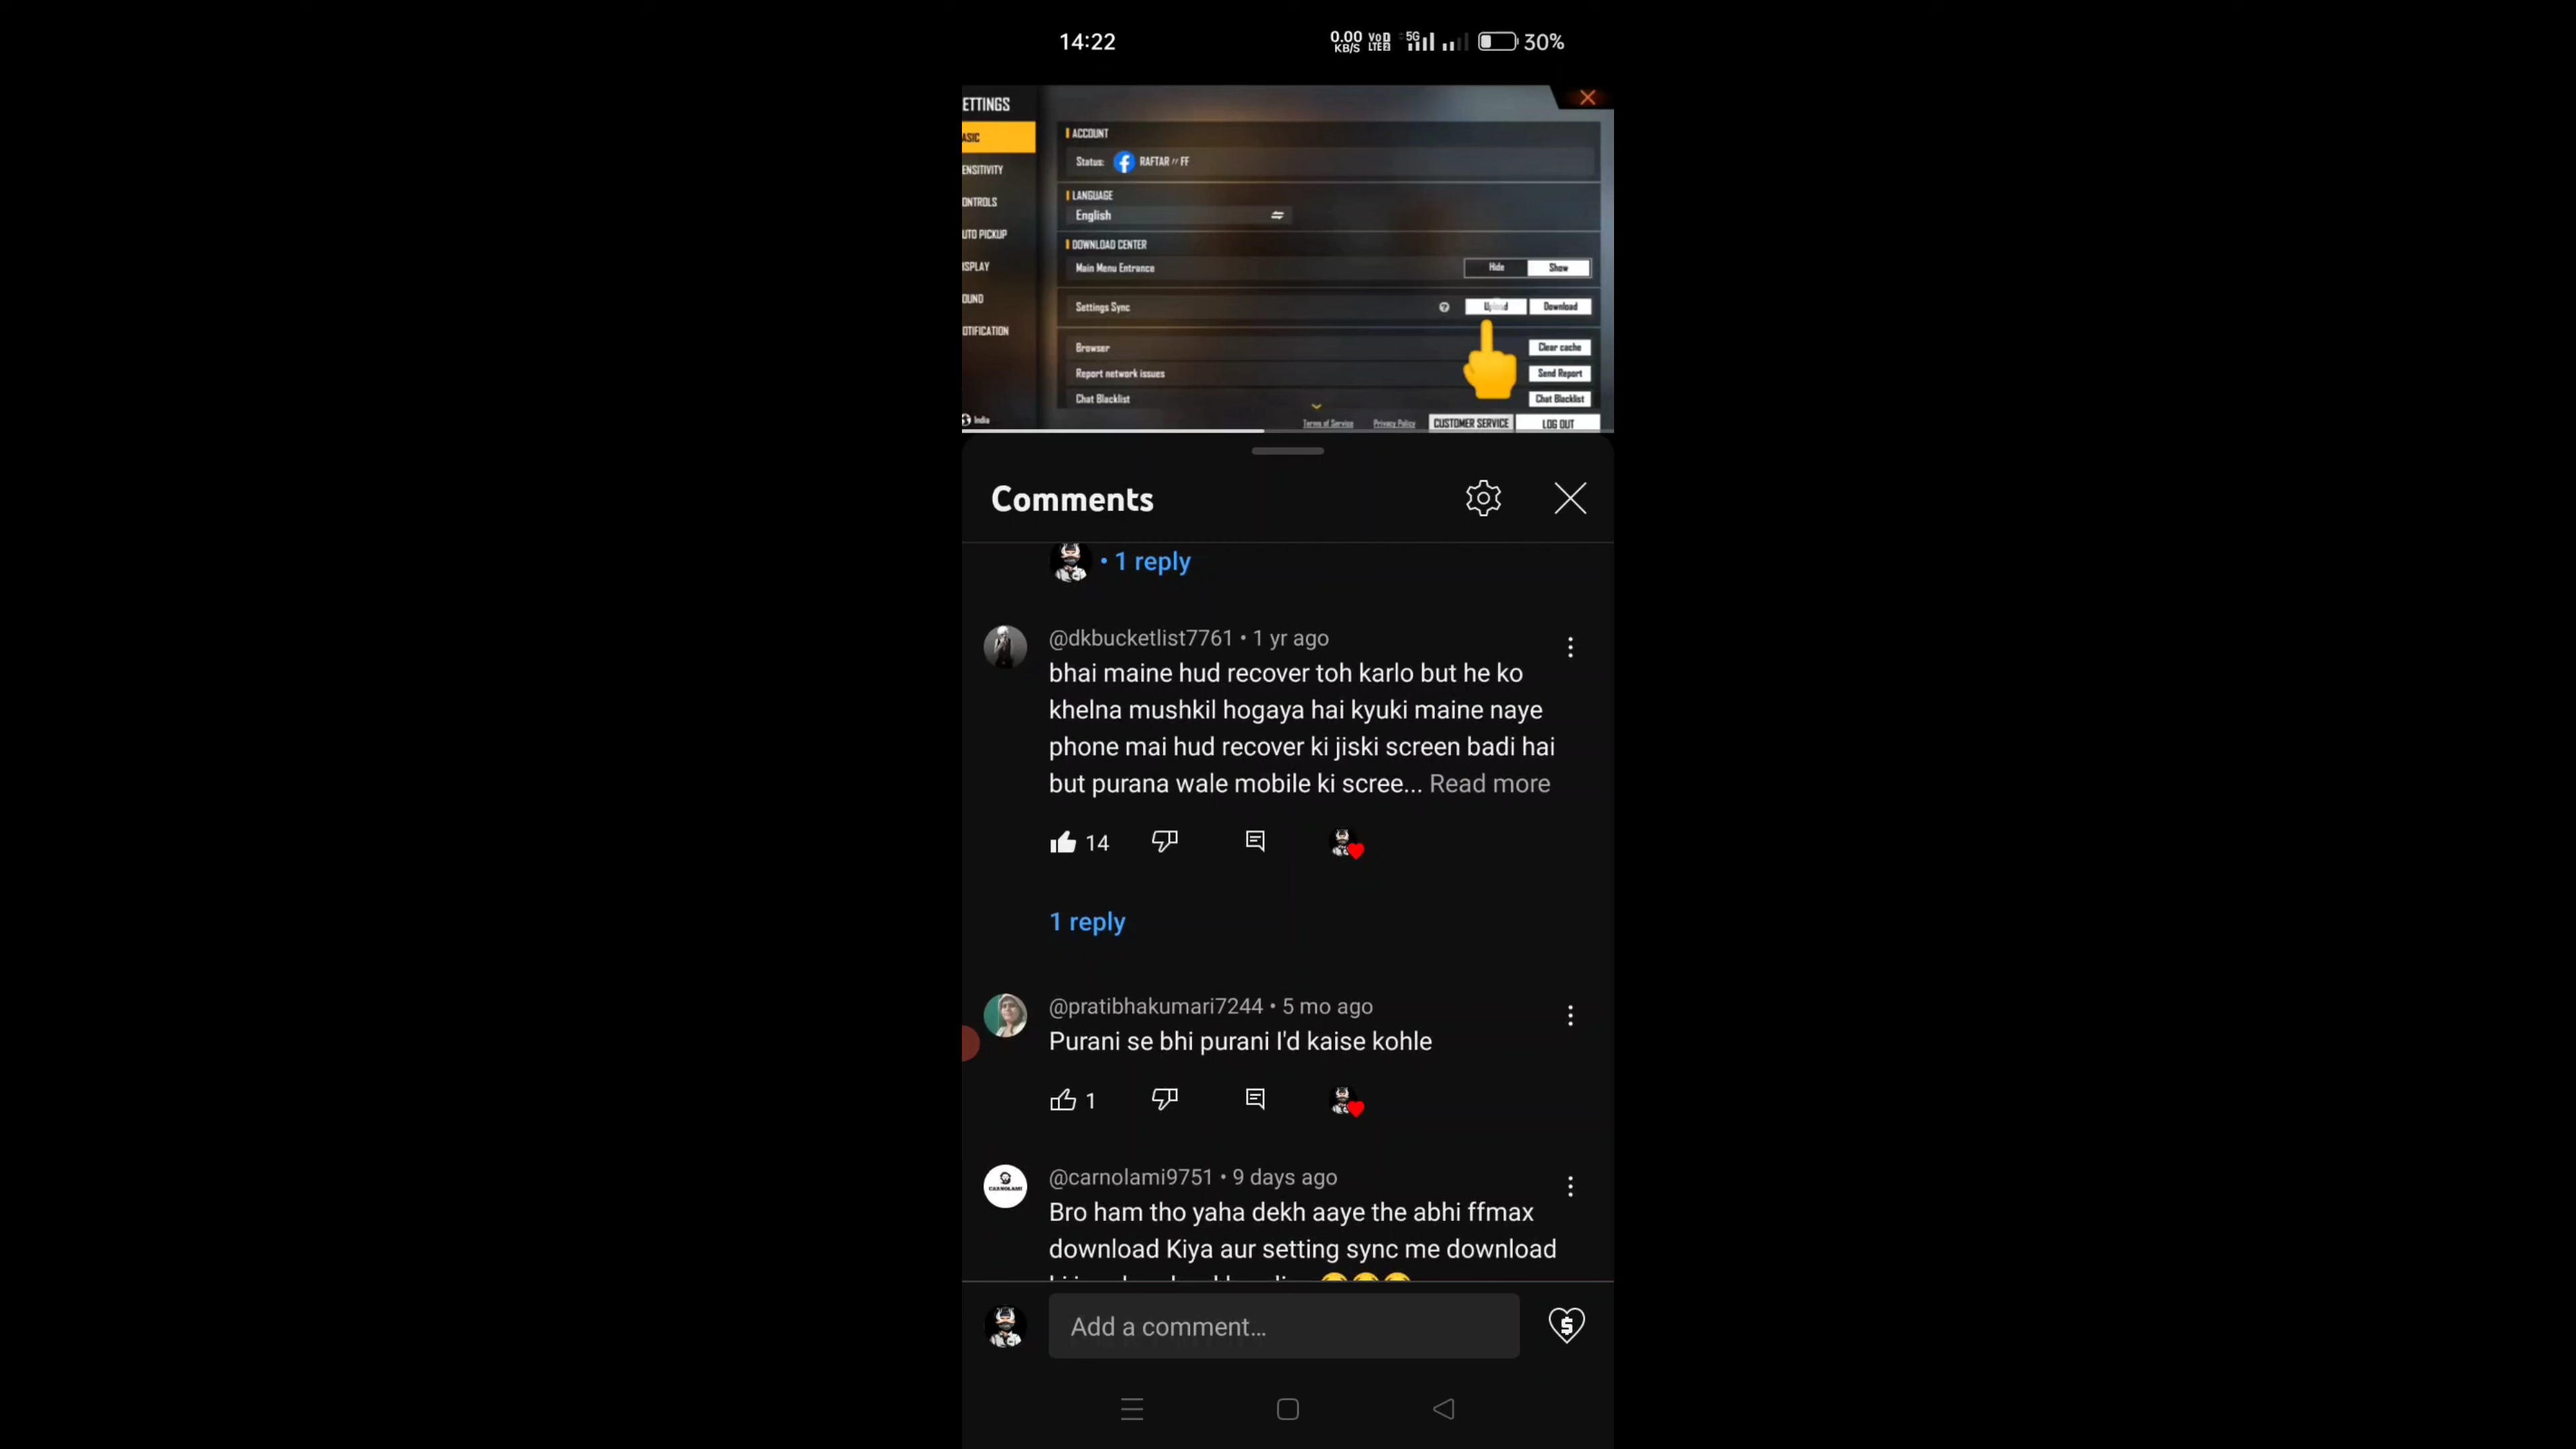 14:22
0.00 KB/S VoD LTE2 5G 30%
ETTINGS
ASIC
ENSITIVITY
ONTROLS
UTO PICKUP
ISPLAY
OUND
OTIFICATION
India
ACCOUNT
Status: RAFTAR // FF
LANGUAGE
English
DOWNLOAD CENTER
Main Menu Entrance Hide Show
Settings Sync Upload Download
Browser Clear cache
Report network issues Send Report
Chat Blacklist Chat Blacklist
Terms of Service Privacy Policy CUSTOMER SERVICE LOG OUT
Comments
• 1 reply
@dkbucketlist7761 • 1 yr ago
bhai maine hud recover toh karlo but he ko
khelna mushkil hogaya hai kyuki maine naye
phone mai hud recover ki jiski screen badi hai
but purana wale mobile ki scree... Read more
14
1 reply
@pratibhakumari7244 • 5 mo ago
Purani se bhi purani I'd kaise kohle
1
CARNOLAMI
@carnolami9751 • 9 days ago
Bro ham tho yaha dekh aaye the abhi ffmax
download Kiya aur setting sync me download
Add a comment...